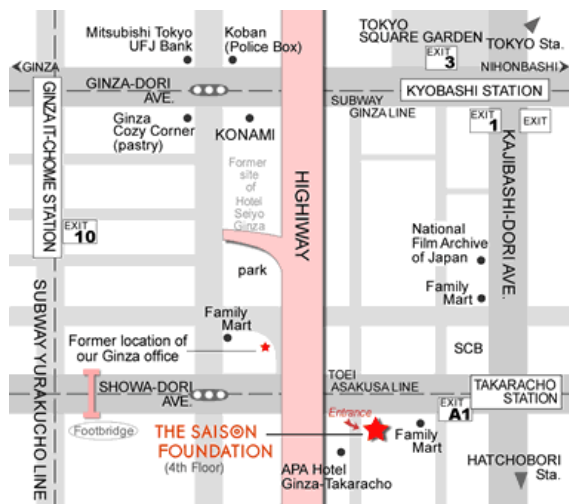 Mitsubishi Tokyo
UFJ Bank
Koban
(Police Box)
TOKYO
SQUARE GARDEN
EXIT
3
TOKYO Sta.
GINZA
NIHONBASHI
GINZA-DORI
AVE.
KYOBASHI STATION
SUBWAY
GINZA LINE
EXIT
1
EXIT
Ginza
Cozy Corner
(pastry)
KONAMI
GINZA IT-CHOME STATION
Former
site
of
Hotel
Seiyo
Ginza
HIGHIWAY
KAJIBASHI-DORI AVE.
EXIT
10
National
Film Archive
of Japan
park
Family
Mart
SUBWAY YURAKUCHO LINE
Family
Mart
Former location of
our Ginza office
SCB
SHOWA-DORI
AVE.
TOEI
ASAKUSA LINE
TAKARACHO
STATION
EXIT
A1
Footbridge
THE SAISON
FOUNDATION
(4th Floor)
Entrance
Family
Mart
APA Hotel
Ginza-Takaracho
HATCHOBORI
Sta.